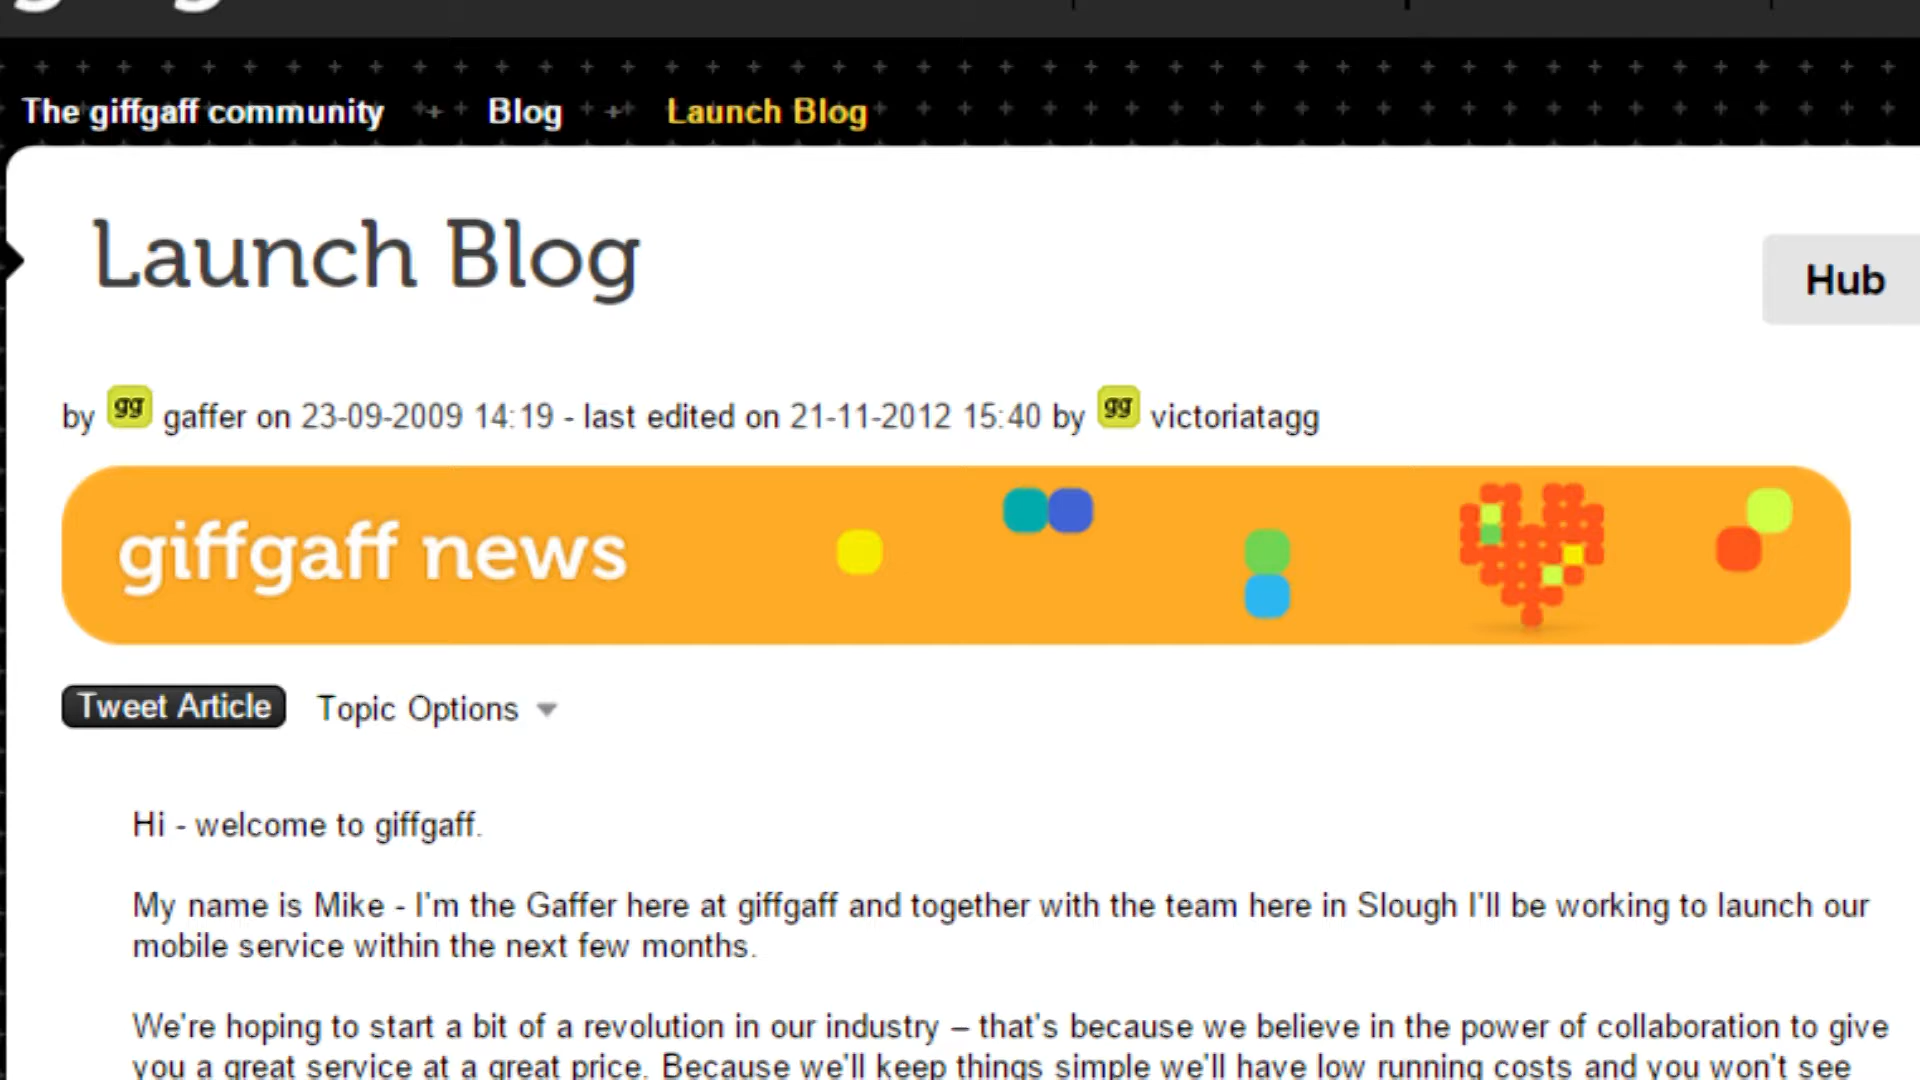 The giffgaff community Blog Launch Blog
Launch Blog
Hub
by gg gaffer on 23-09-2009 14:19 - last edited on 21-11-2012 15:40 by gg victoriatagg
giffgaff news
Tweet Article Topic Options
Hi - welcome to giffgaff.
My name is Mike - I'm the Gaffer here at giffgaff and together with the team here in Slough I'll be working to launch our
mobile service within the next few months.
We're hoping to start a bit of a revolution in our industry – that's because we believe in the power of collaboration to give
you a great service at a great price. Because we'll keep things simple we'll have low running costs and you won't see